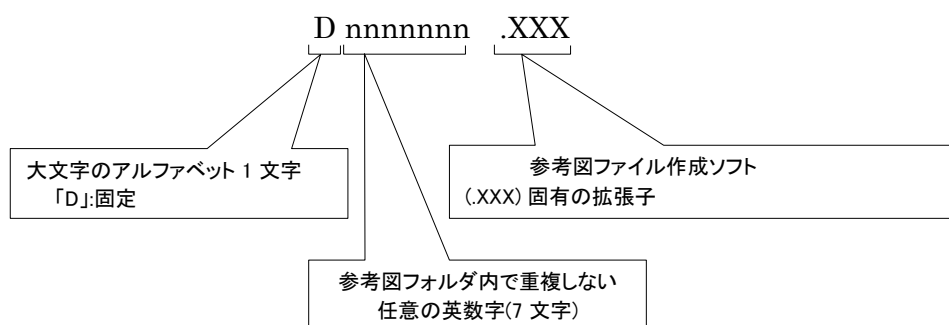 D nnnnnnn .XXX
大文字のアルファベット 1 文字
「D」:固定
参考図ファイル作成ソフト
(.XXX) 固有の拡張子
参考図フォルダ内で重複しない
任意の英数字(7 文字)